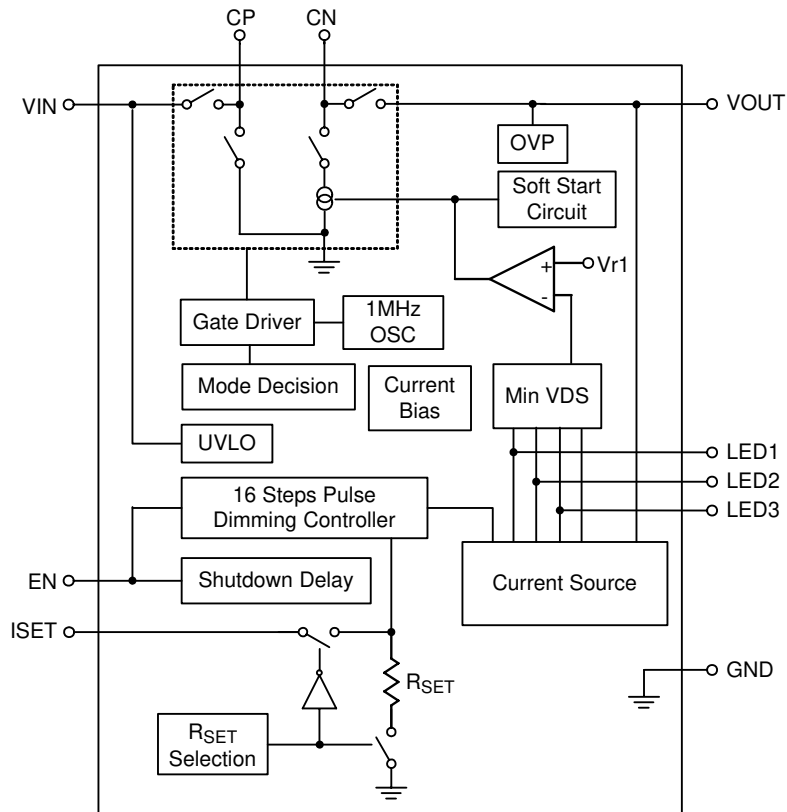 CP
CN
VIN
VOUT
OVP
Soft Start
Circuit
+
Vr1
-
Gate Driver
1MHz
OSC
Mode Decision
Current
Bias
Min VDS
UVLO
LED1
LED2
LED3
16 Steps Pulse
Dimming Controller
EN
Shutdown Delay
Current Source
ISET
RSET
GND
RSET
Selection